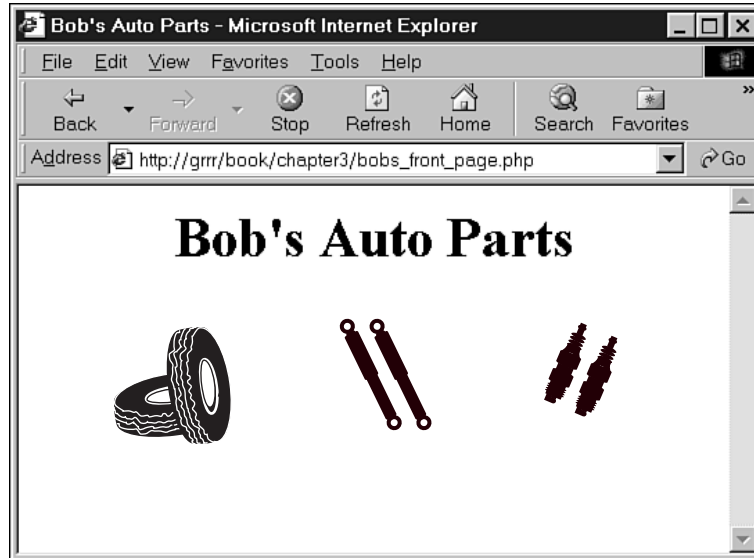 Bob's Auto Parts - Microsoft Internet Explorer
File Edit View Favorites Tools Help
Back Forward Stop Refresh Home Search Favorites »
Address http://grrr/book/chapter3/bobs_front_page.php Go
Bob's Auto Parts